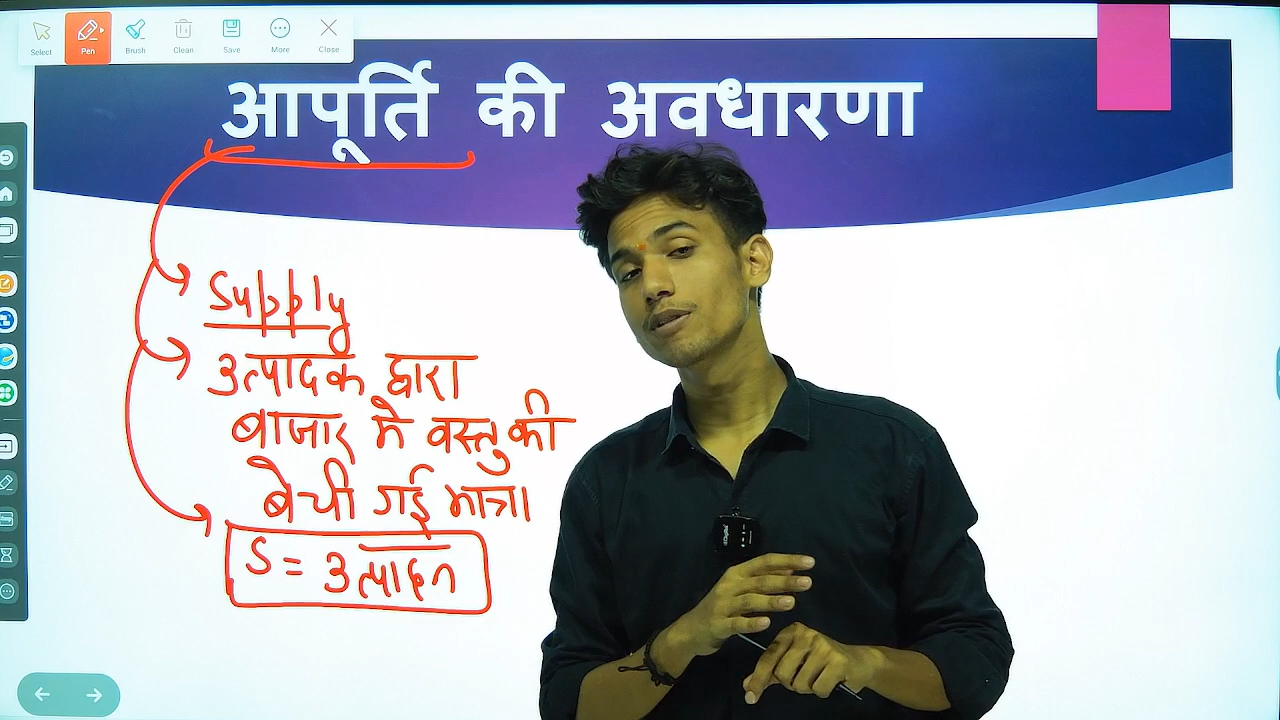 Select Pen Brush Clean Save More Close
आपूर्ति की अवधारणा
Supply
उत्पादक द्वारा
बाजार मे वस्तु की
बेची गई मात्रा
S = उत्पादन